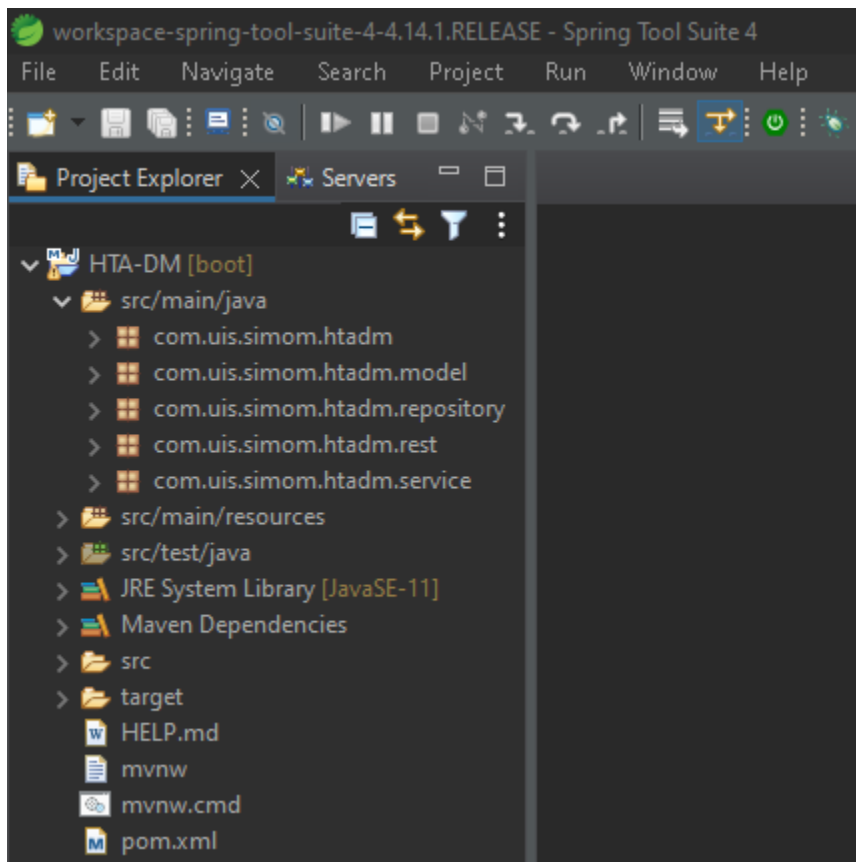 workspace-spring-tool-suite-4-4.14.1.RELEASE - Spring Tool Suite 4
File Edit Navigate Search Project Run Window Help
Project Explorer Servers
HTA-DM [boot]
src/main/java
com.uis.simom.htadm
com.uis.simom.htadm.model
com.uis.simom.htadm.repository
com.uis.simom.htadm.rest
com.uis.simom.htadm.service
src/main/resources
src/test/java
JRE System Library [JavaSE-11]
Maven Dependencies
src
target
HELP.md
mvnw
mvnw.cmd
pom.xml